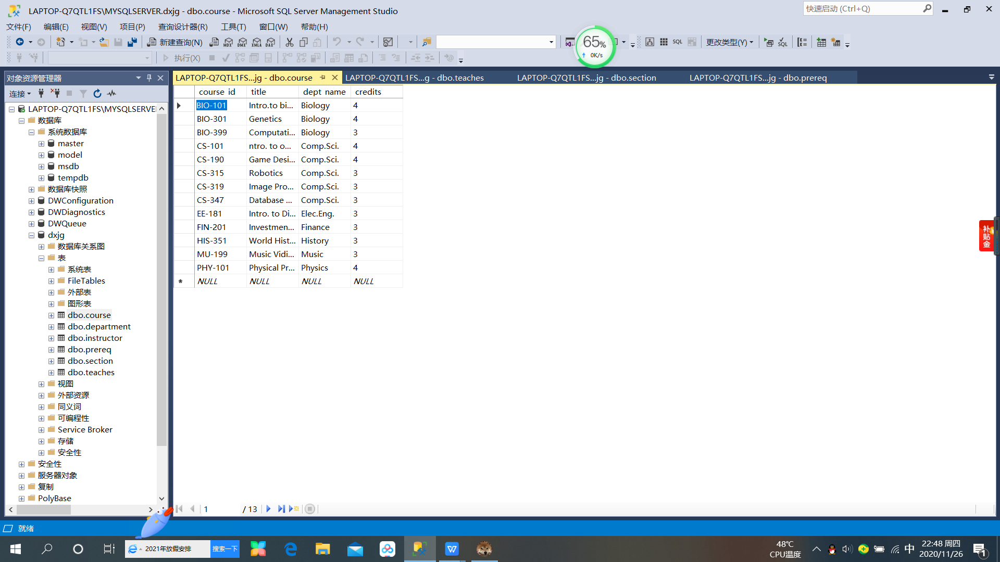 LAPTOP-Q7QTL1FS\MYSQLSERVER.dxjg - dbo.course - Microsoft SQL Server Management Studio
快速启动 (Ctrl+Q)
文件(F) 编辑(E) 视图(V) 项目(P) 查询设计器(R) 工具(T) 窗口(W) 帮助(H)
新建查询(N) MDX DMX XMLA DAX SQL 更改类型(Y) SQL
执行(X)
65%
0K/s
对象资源管理器
LAPTOP-Q7QTL1FS...jg - dbo.course LAPTOP-Q7QTL1FS...g - dbo.teaches LAPTOP-Q7QTL1FS...jg - dbo.section LAPTOP-Q7QTL1FS...jg - dbo.prereq
连接
LAPTOP-Q7QTL1FS\MYSQLSERVE
数据库
系统数据库
master
model
msdb
tempdb
数据库快照
DWConfiguration
DWDiagnostics
DWQueue
dxjg
数据库关系图
表
系统表
FileTables
外部表
图形表
dbo.course
dbo.department
dbo.instructor
dbo.prereq
dbo.section
dbo.teaches
视图
外部资源
同义词
可编程性
Service Broker
存储
安全性
安全性
服务器对象
复制
PolyBase
course_id title dept_name credits
BIO-101 Intro.to bi... Biology 4
BIO-301 Genetics Biology 4
BIO-399 Computati... Biology 3
CS-101 ntro. to o... Comp.Sci. 4
CS-190 Game Desi... Comp.Sci. 4
CS-315 Robotics Comp.Sci. 3
CS-319 Image Pro... Comp.Sci. 3
CS-347 Database ... Comp.Sci. 3
EE-181 Intro. to Di... Elec.Eng. 3
FIN-201 Investmen... Finance 3
HIS-351 World Hist... History 3
MU-199 Music Vidi... Music 3
PHY-101 Physical Pr... Physics 4
NULL NULL NULL NULL
补贴金
1 / 13
就绪
2021年放假安排 搜索一下
48℃
CPU温度
中
22:48 周四
2020/11/26
1